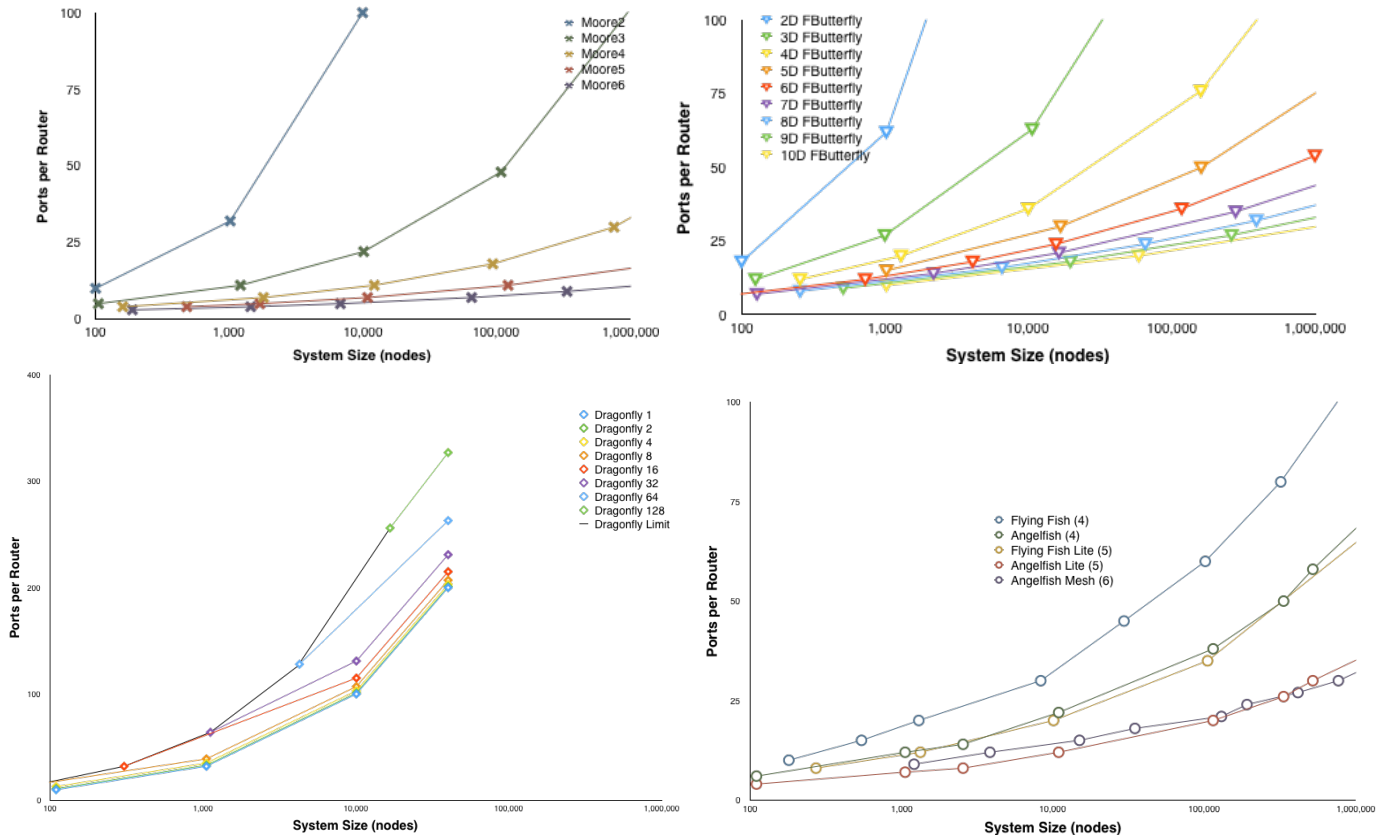 100
75
50
25
0
Ports per Router
Moore2
Moore3
Moore4
Moore5
Moore6
100
1,000
10,000
100,000
1,000,000
System Size (nodes)
100
75
50
25
0
Ports per Router
2D FButterfly
3D FButterfly
4D FButterfly
5D FButterfly
6D FButterfly
7D FButterfly
8D FButterfly
9D FButterfly
10D FButterfly
100
1,000
10,000
100,000
1,000,000
System Size (nodes)
400
300
200
100
0
Ports per Router
Dragonfly 1
Dragonfly 2
Dragonfly 4
Dragonfly 8
Dragonfly 16
Dragonfly 32
Dragonfly 64
Dragonfly 128
Dragonfly Limit
100
1,000
10,000
100,000
1,000,000
System Size (nodes)
100
75
50
25
0
Ports per Router
Flying Fish (4)
Angelfish (4)
Flying Fish Lite (5)
Angelfish Lite (5)
Angelfish Mesh (6)
100
1,000
10,000
100,000
1,000,000
System Size (nodes)